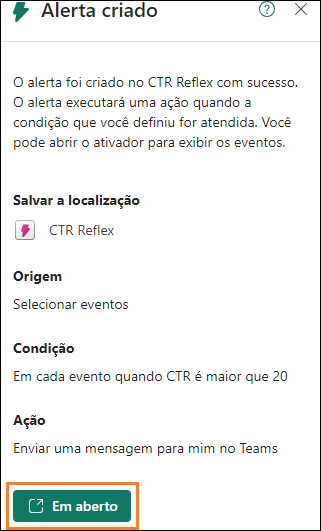 Alerta criado
O alerta foi criado no CTR Reflex com sucesso.
O alerta executará uma ação quando a
condição que você definiu for atendida. Você
pode abrir o ativador para exibir os eventos.
Salvar a localização
CTR Reflex
Origem
Selecionar eventos
Condição
Em cada evento quando CTR é maior que 20
Ação
Enviar uma mensagem para mim no Teams
Em aberto